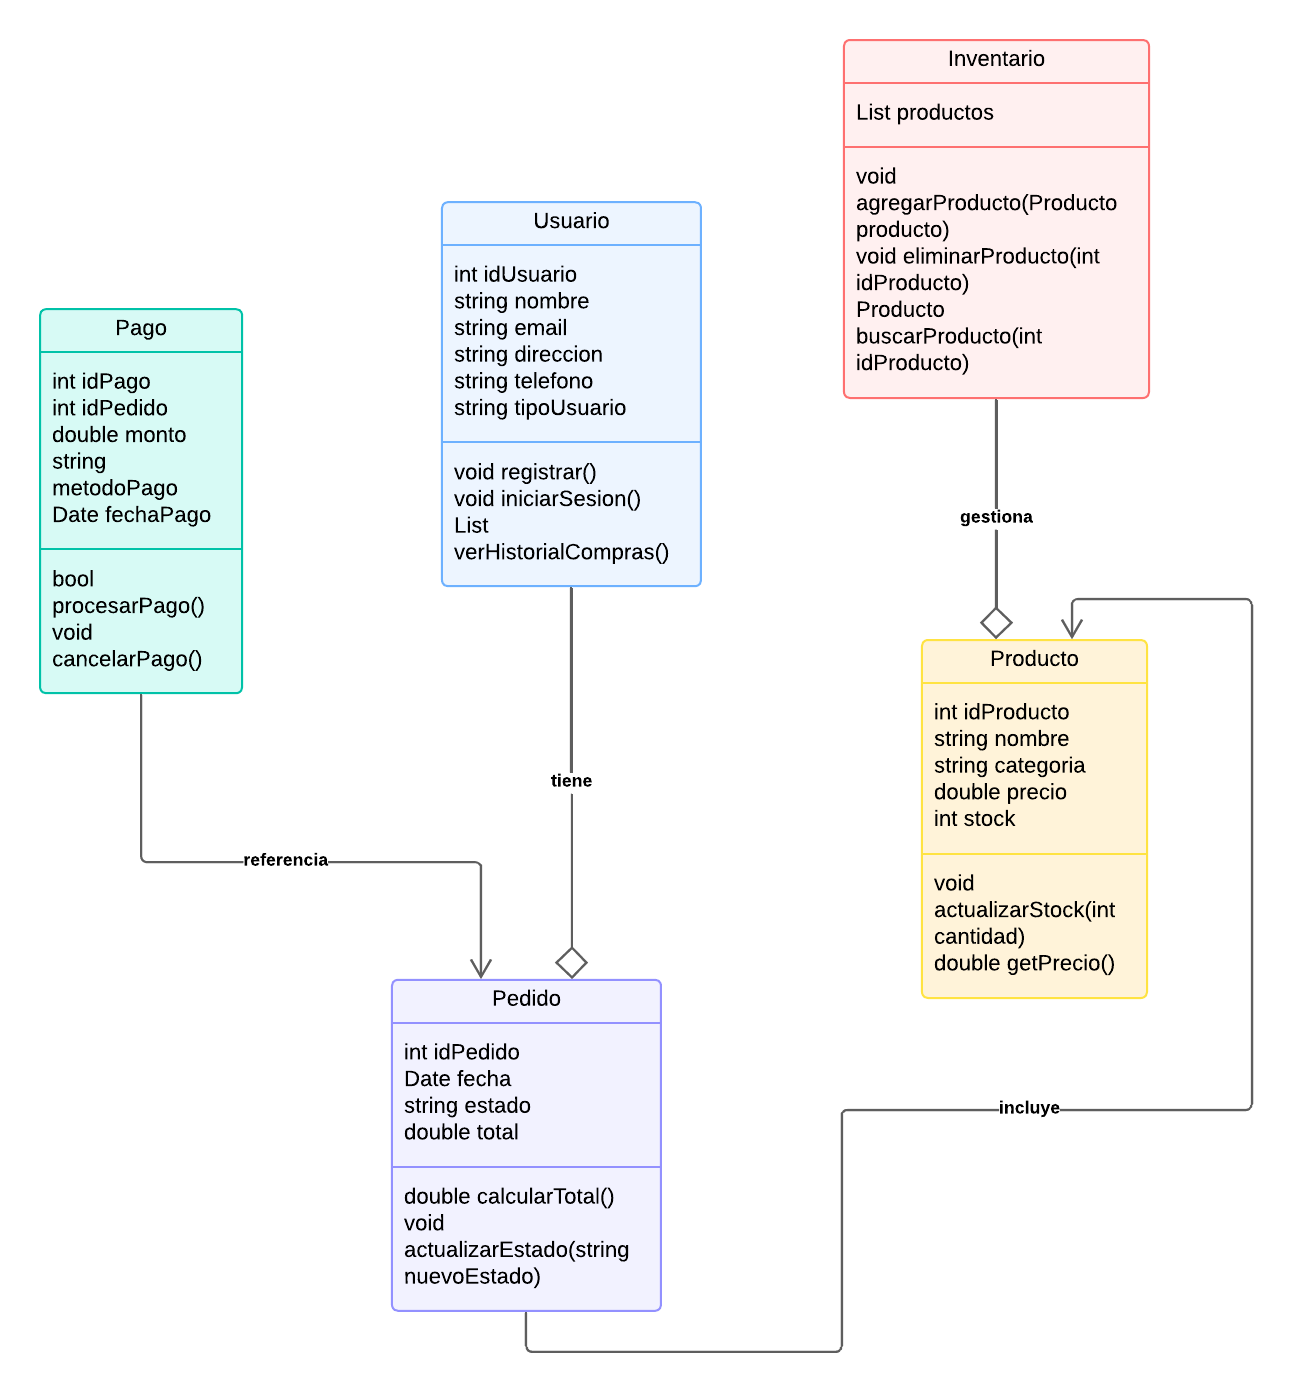 Inventario
List productos
void
agregarProducto(Producto
producto)
void eliminarProducto(int
idProducto)
Producto
buscarProducto(int
idProducto)
Usuario
int idUsuario
string nombre
string email
string direccion
string telefono
string tipoUsuario
void registrar()
void iniciarSesion()
List
verHistorialCompras()
Pago
int idPago
int idPedido
double monto
string
metodoPago
Date fechaPago
bool
procesarPago()
void
cancelarPago()
gestiona
Producto
int idProducto
string nombre
string categoria
double precio
int stock
void
actualizarStock(int
cantidad)
double getPrecio()
tiene
referencia
Pedido
int idPedido
Date fecha
string estado
double total
double calcularTotal()
void
actualizarEstado(string
nuevoEstado)
incluye